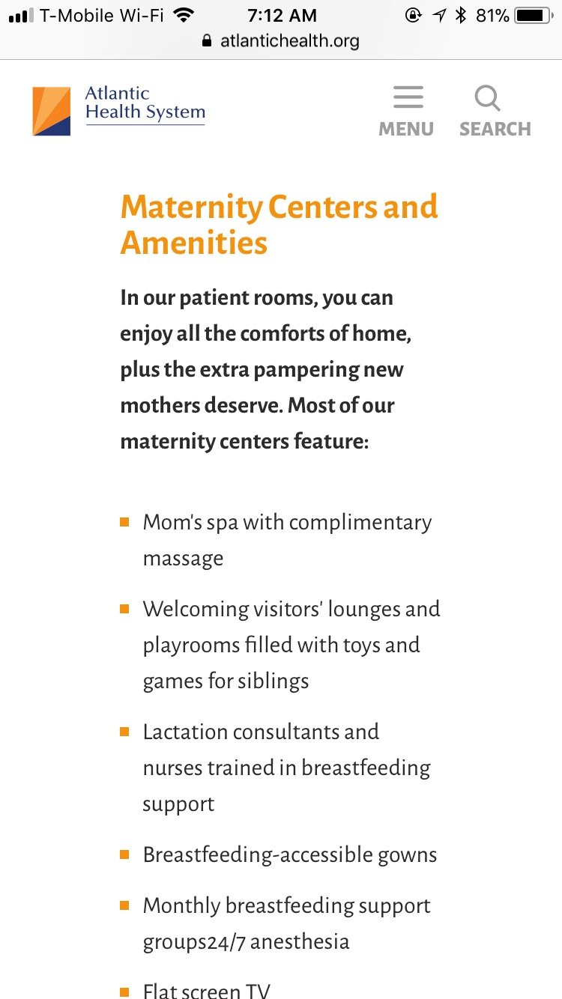 T-Mobile Wi-Fi 7:12 AM 81%
atlantichealth.org
Atlantic
Health System
MENU SEARCH
Maternity Centers and
Amenities
In our patient rooms, you can
enjoy all the comforts of home,
plus the extra pampering new
mothers deserve. Most of our
maternity centers feature:
Mom's spa with complimentary
massage
Welcoming visitors' lounges and
playrooms filled with toys and
games for siblings
Lactation consultants and
nurses trained in breastfeeding
support
Breastfeeding-accessible gowns
Monthly breastfeeding support
groups24/7 anesthesia
Flat screen TV